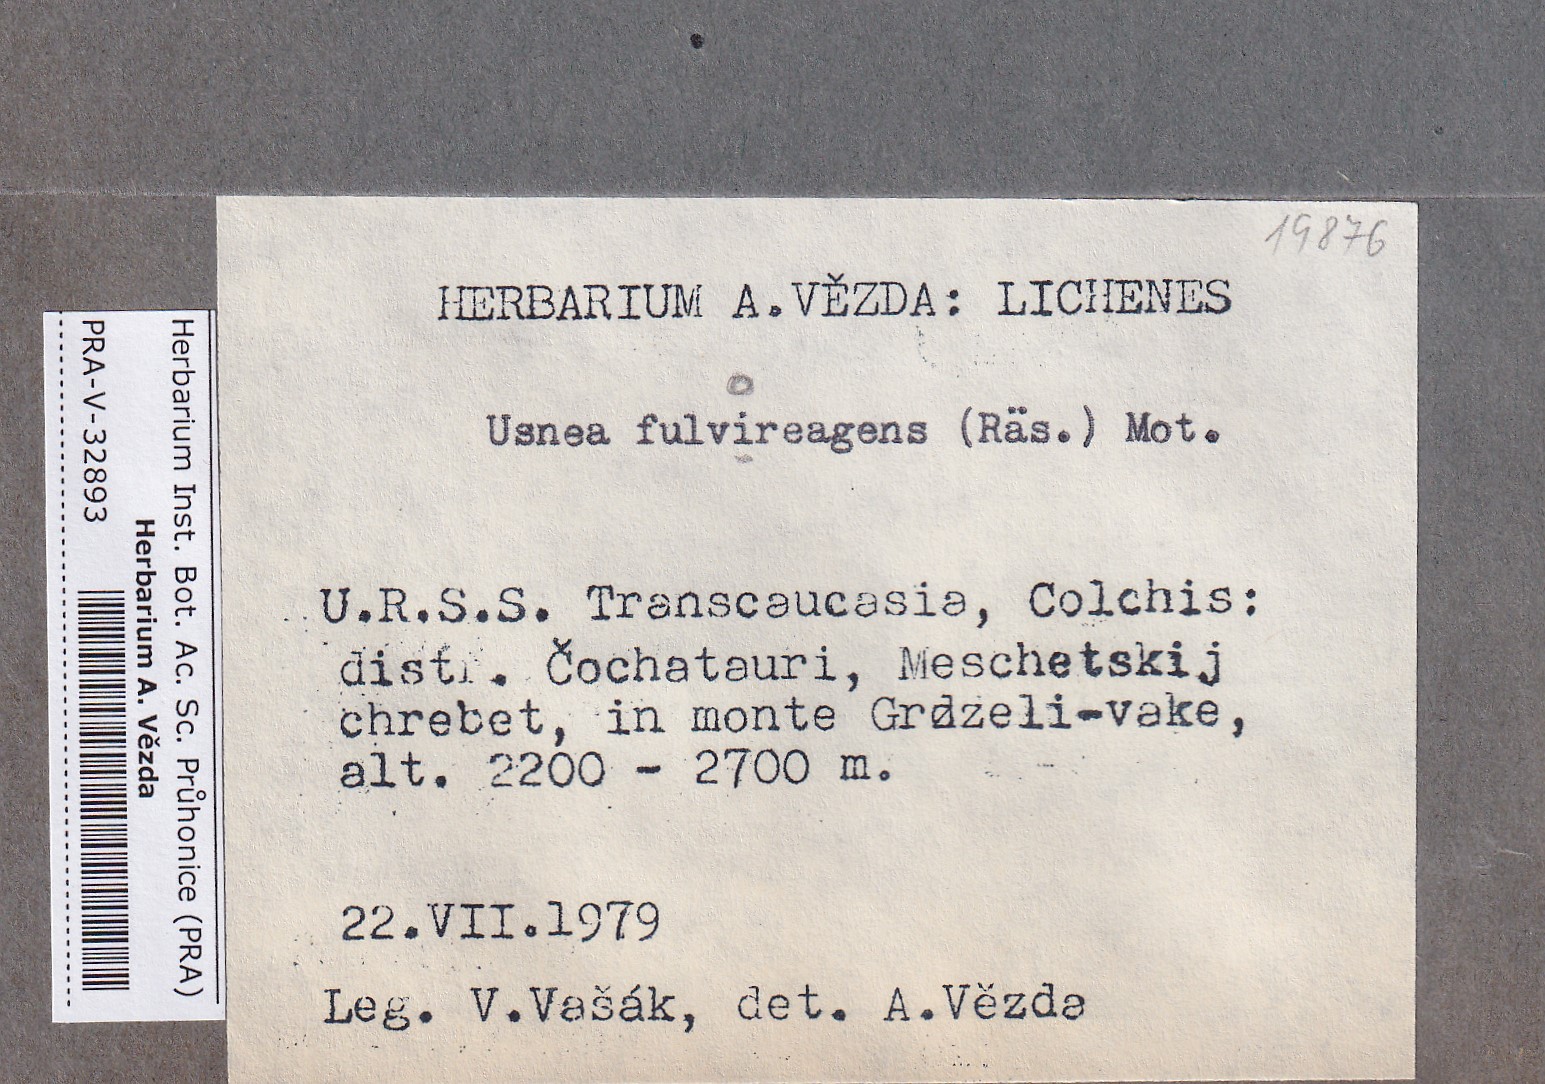 19876
HERBARIUM A.VĚZDA: LICHENES
o
Usnea fulvireagens (Räs.) Mot.
U.R.S.S. Transcaucasia, Colchis:
distr. Čochatauri, Meschetskij
chrebet, in monte Grdzeli-vake,
alt. 2200 - 2700 m.
22.VII.1979
Leg. V.Vašák, det. A.Vězda
Herbarium Inst. Bot. Ac. Sc. Průhonice (PRA)
Herbarium A. Vězda
PRA-V-32893